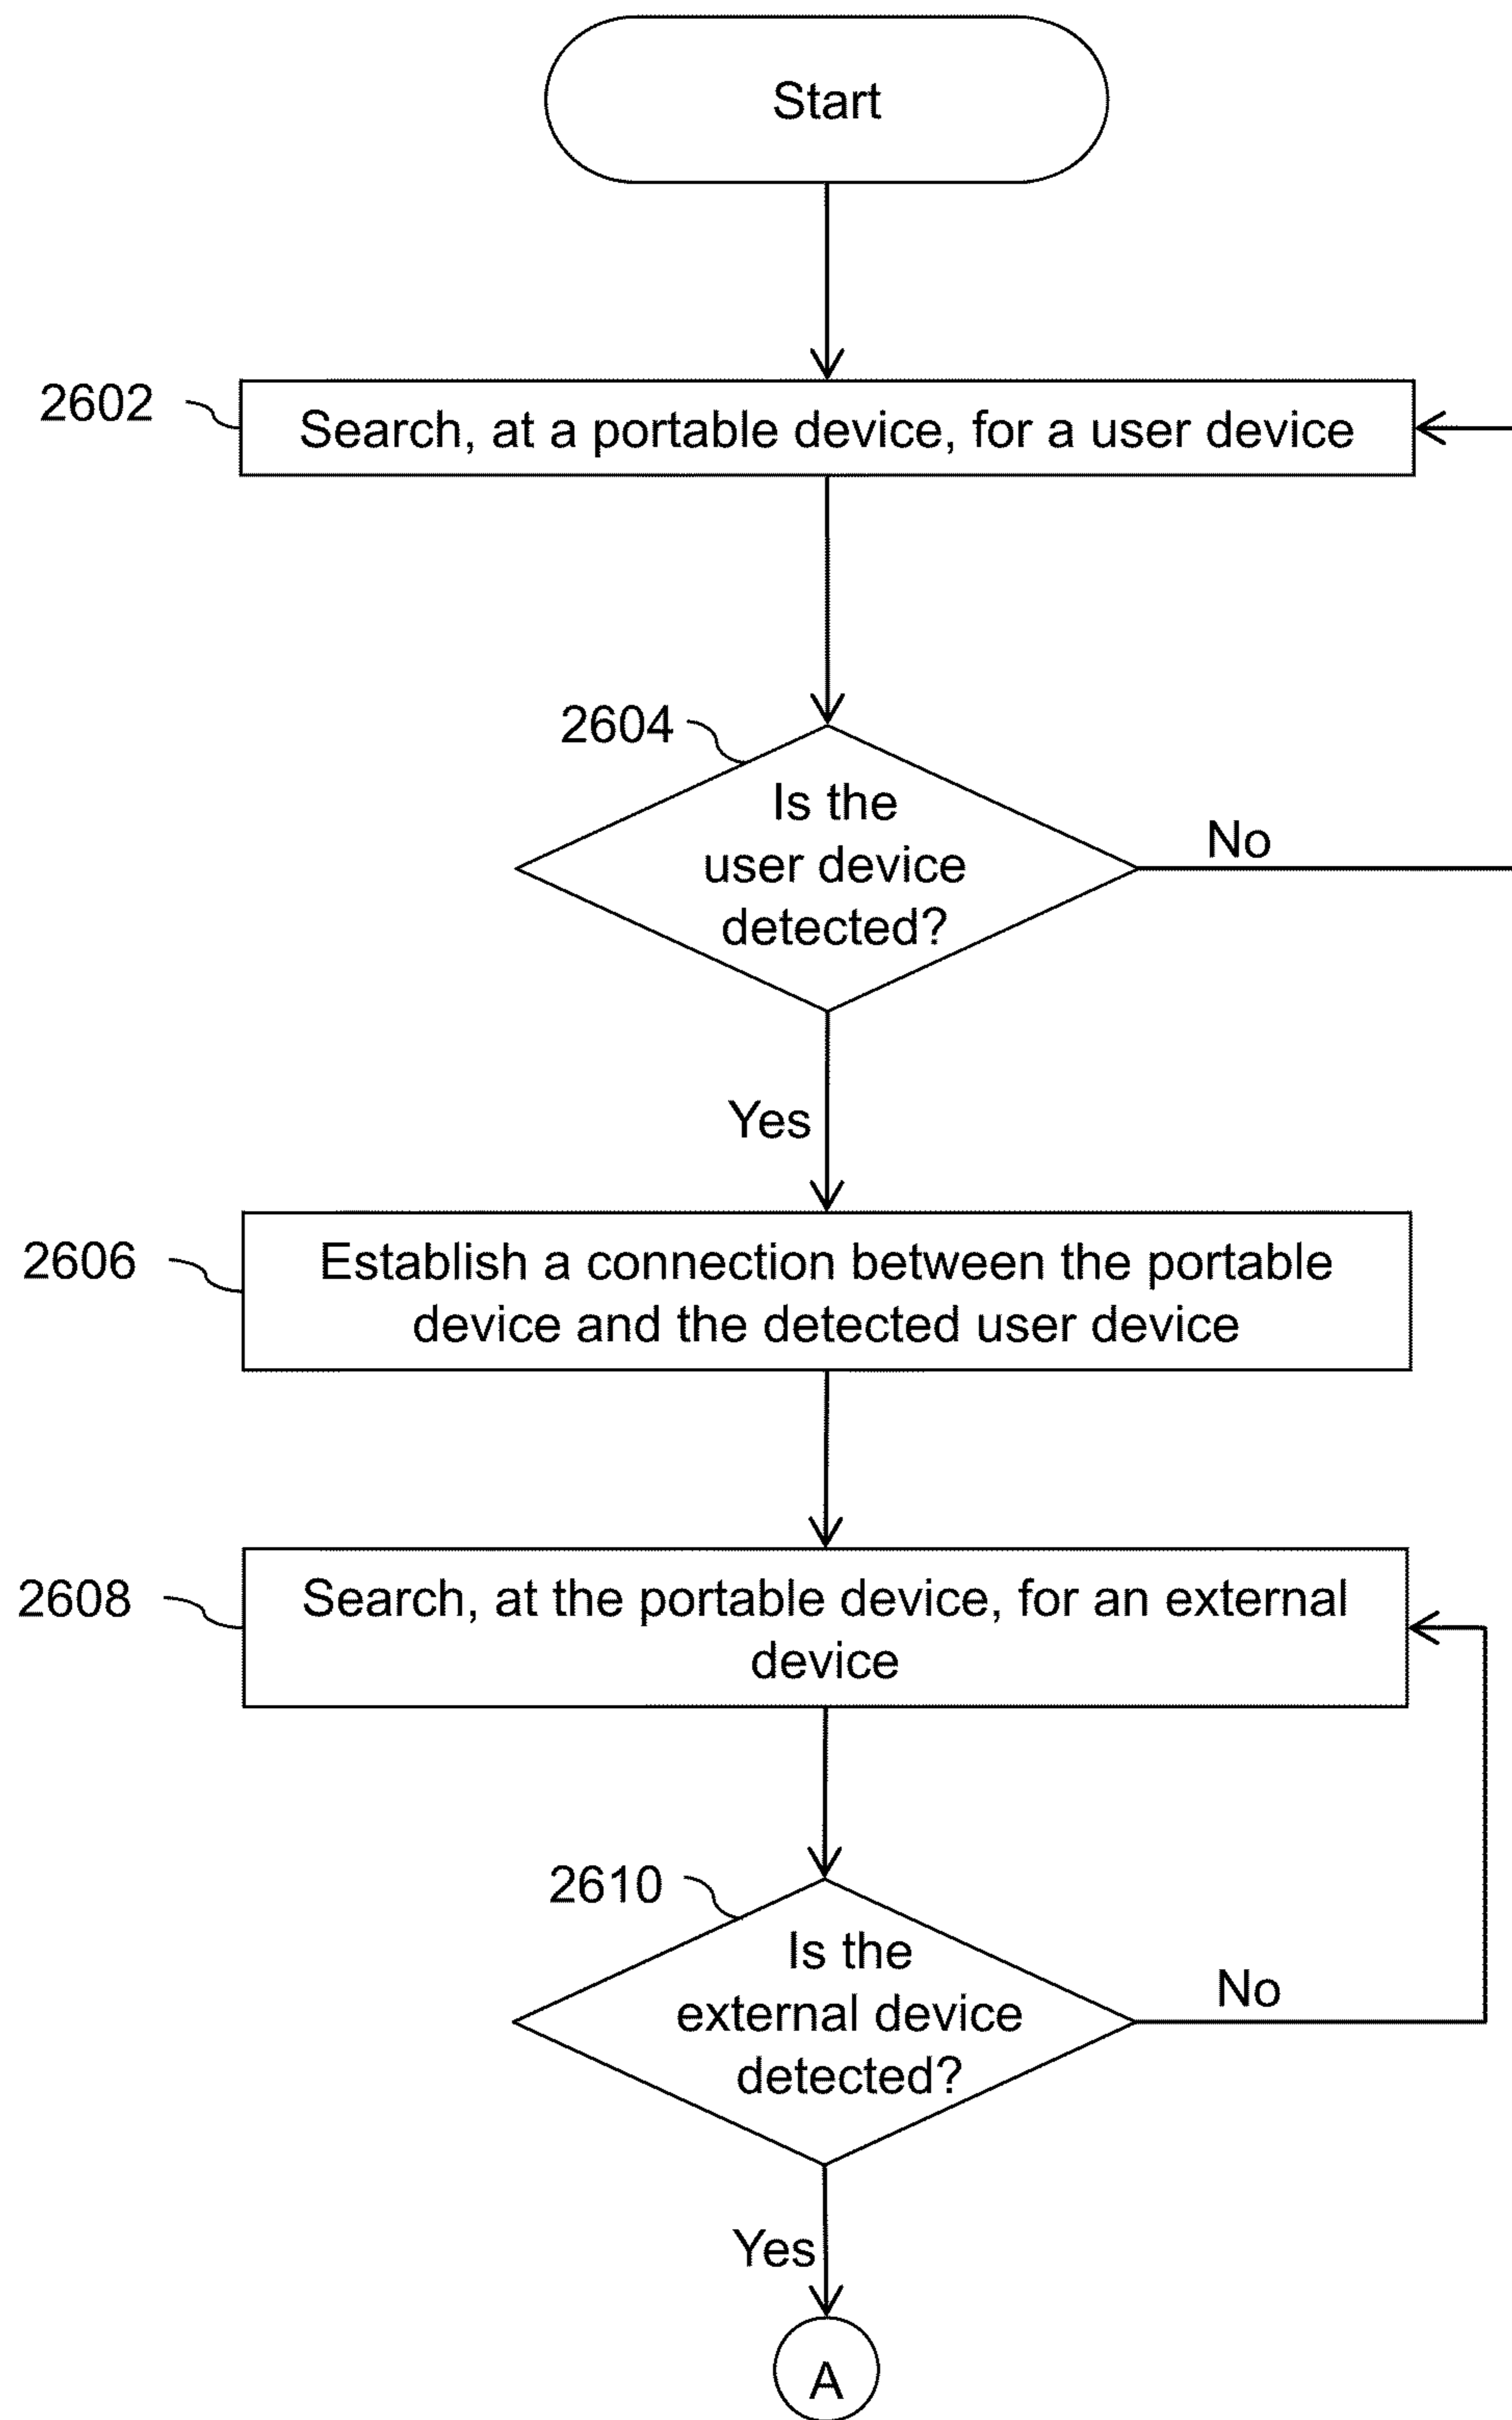 Start
2602
Search, at a portable device, for a user device
2604
Is the
user device
detected?
No
Yes
2606
Establish a connection between the portable
device and the detected user device
2608
Search, at the portable device, for an external
device
2610
Is the
external device
detected?
No
Yes
A